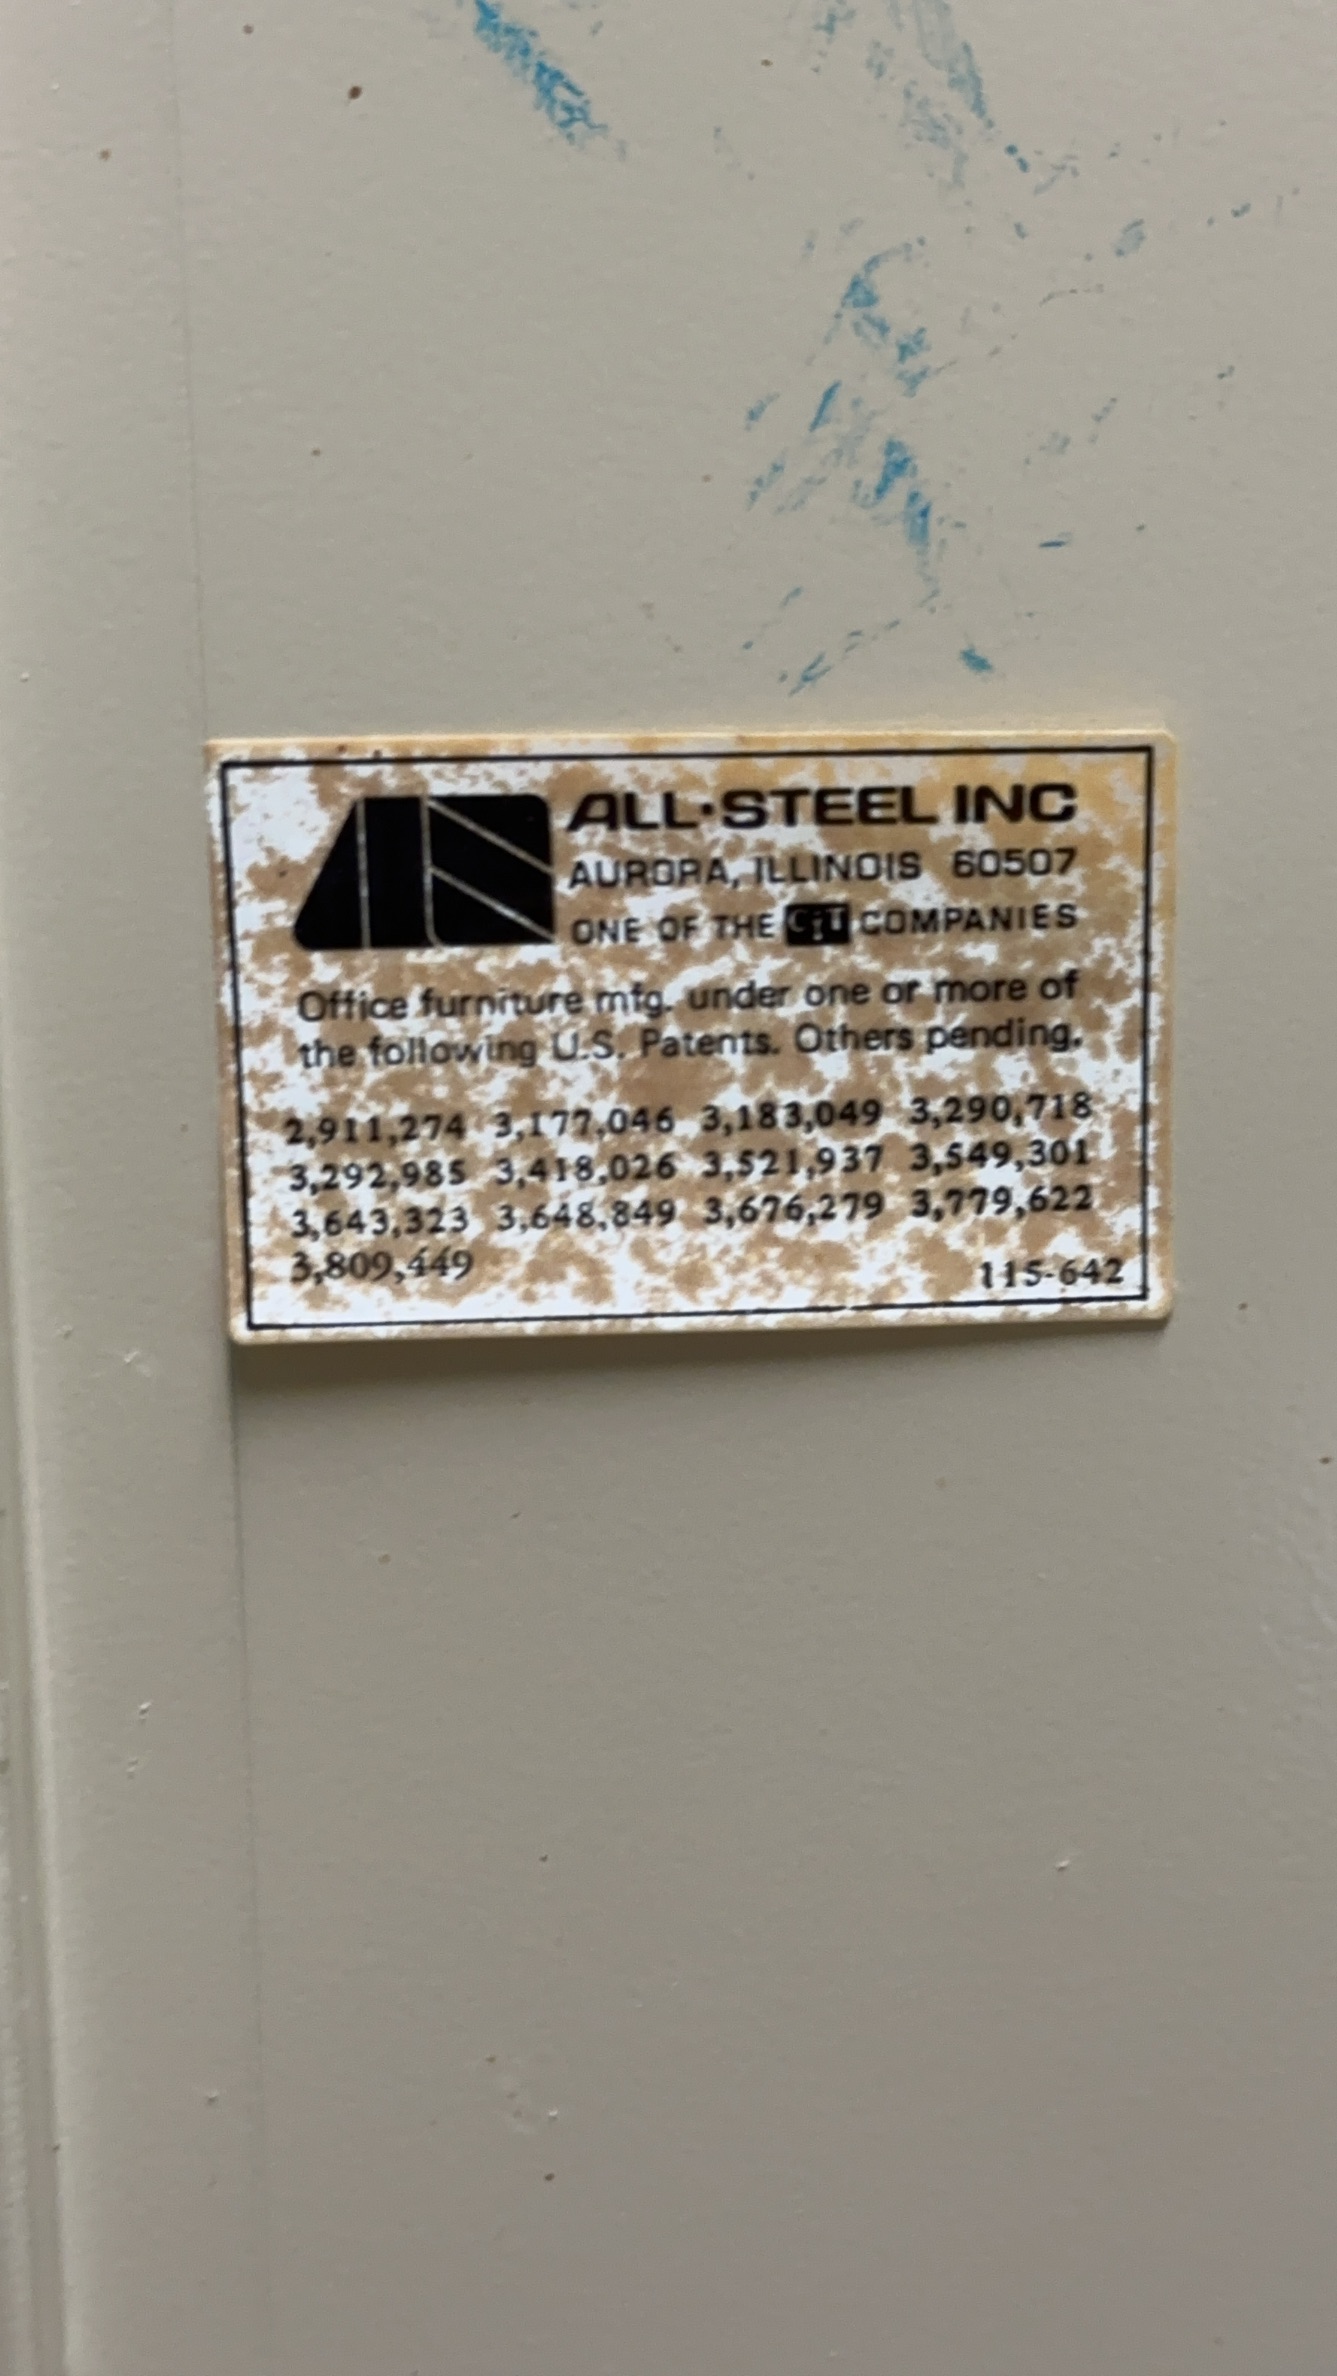 ALL·STEEL INC
AURORA, ILLINOIS 60507
ONE OF THE CIT COMPANIES
Office furniture mfg. under one or more of
the following U.S. Patents. Others pending.
2,911,274 3,177,046 3,183,049 3,290,718
3,292,985 3,418,026 3,521,937 3,549,301
3,643,323 3,648,849 3,676,279 3,779,622
3,809,449 115-642